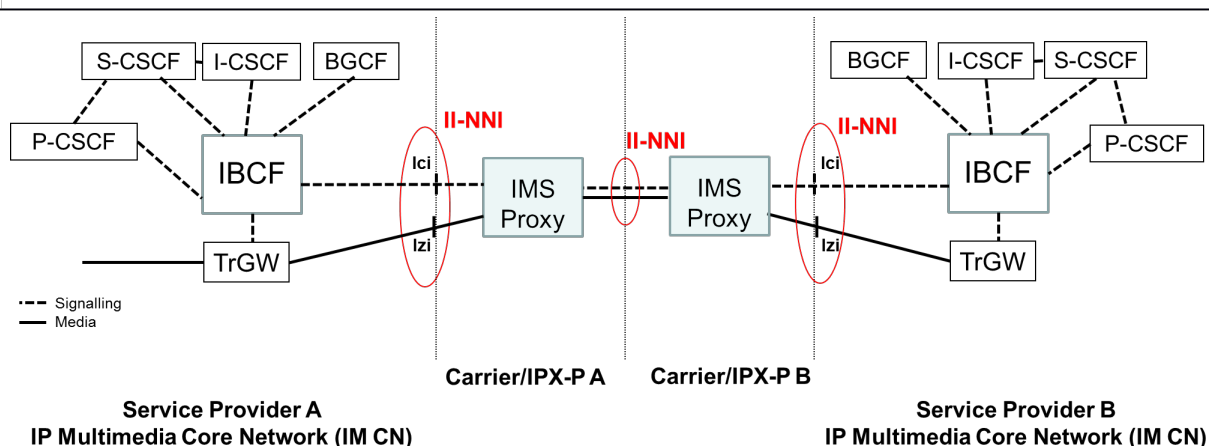 S-CSCF
I-CSCF
BGCF
P-CSCF
IBCF
TrGW
II-NNI
Ici
Izi
IMS
Proxy
II-NNI
IMS
Proxy
II-NNI
Ici
Izi
BGCF
I-CSCF
S-CSCF
P-CSCF
IBCF
TrGW
Signalling
Media
Carrier/IPX-P A
Carrier/IPX-P B
Service Provider A
IP Multimedia Core Network (IM CN)
Service Provider B
IP Multimedia Core Network (IM CN)